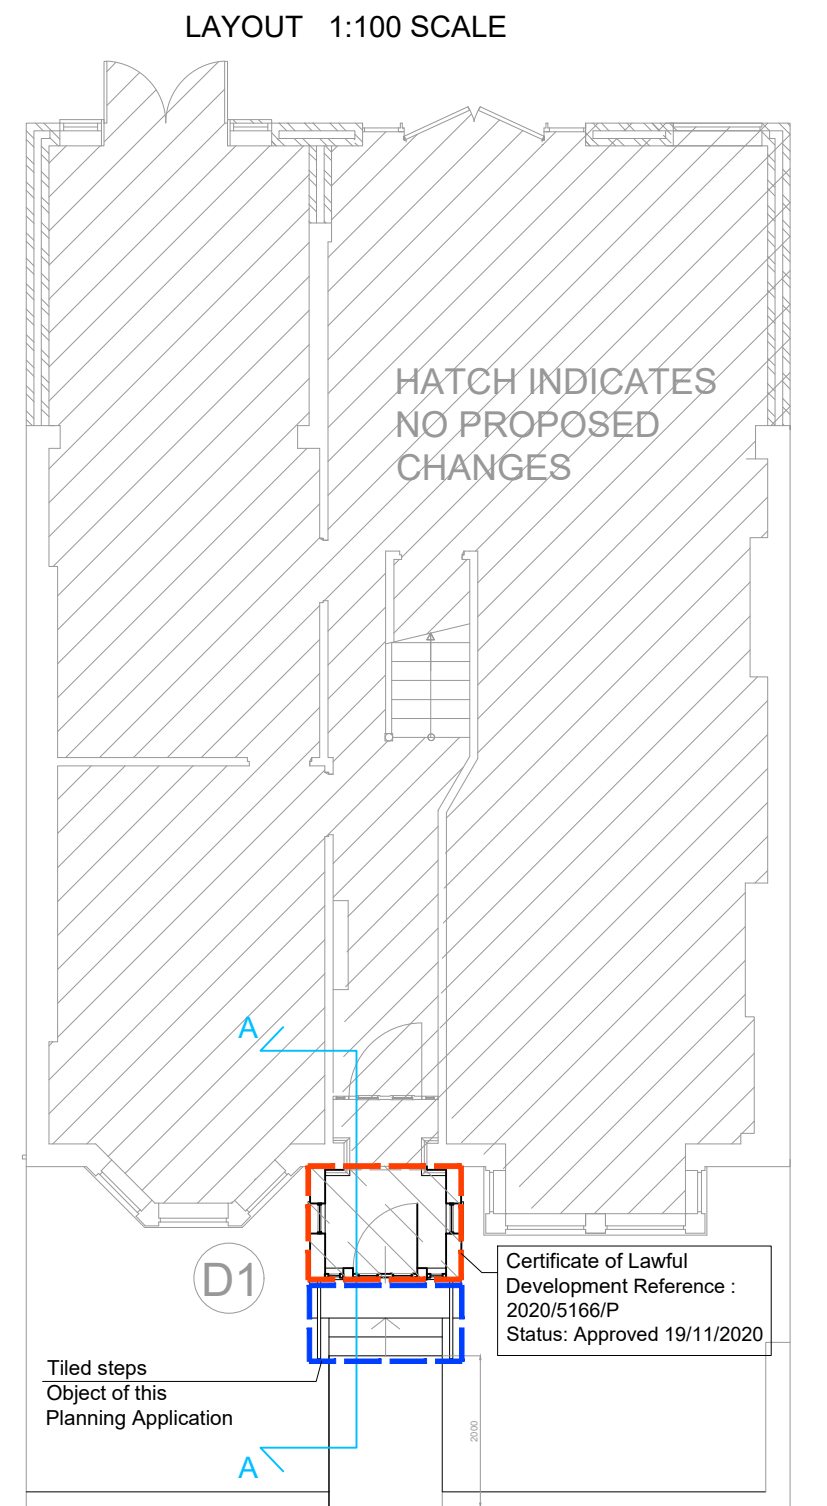 LAYOUT 1:100 SCALE
HATCH INDICATES
NO PROPOSED
CHANGES
A
D1
Certificate of Lawful
Development Reference :
2020/5166/P
Status: Approved 19/11/2020
Tiled steps
Object of this
Planning Application
2000
A